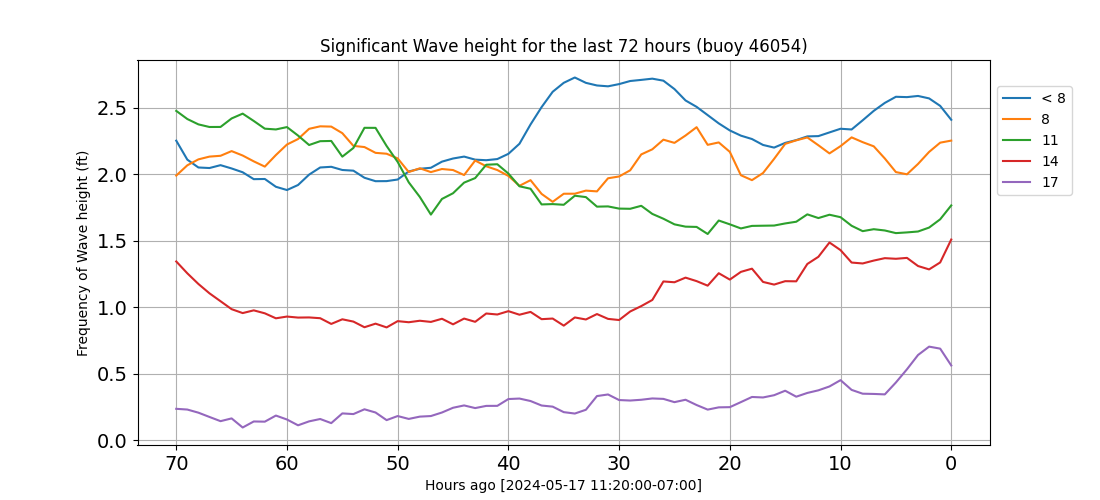 Significant Wave height for the last 72 hours (buoy 46054)
Frequency of Wave height (ft)
2.5
2.0
1.5
1.0
0.5
0.0
70 60 50 40 30 20 10 0
Hours ago [2024-05-17 11:20:00-07:00]
< 8
8
11
14
17